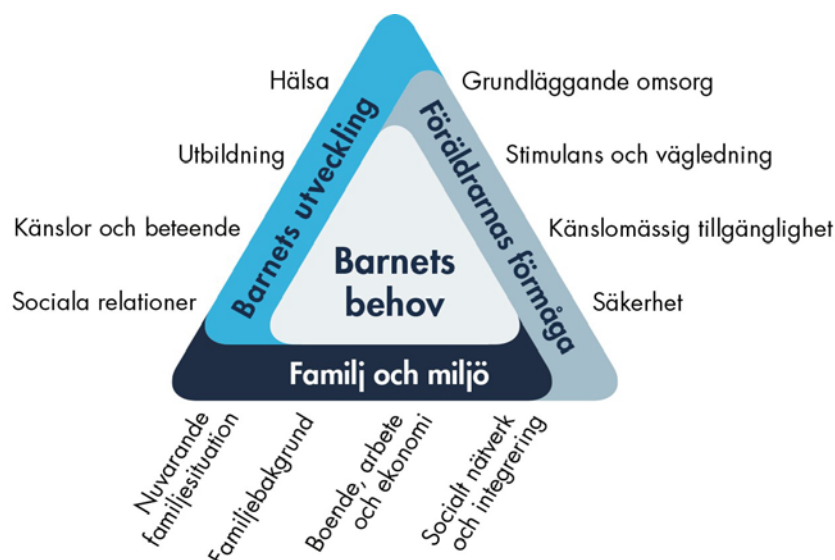 Hälsa
Utbildning
Känslor och beteende
Sociala relationer
Barnets utveckling
Föräldrarnas förmåga
Grundläggande omsorg
Stimulans och vägledning
Känslomässig tillgänglighet
Säkerhet
Barnets
behov
Familj och miljö
Nuvarande
familjesituation
Familjebakgrund
Boende, arbete
och ekonomi
Socialt nätverk
och integrering